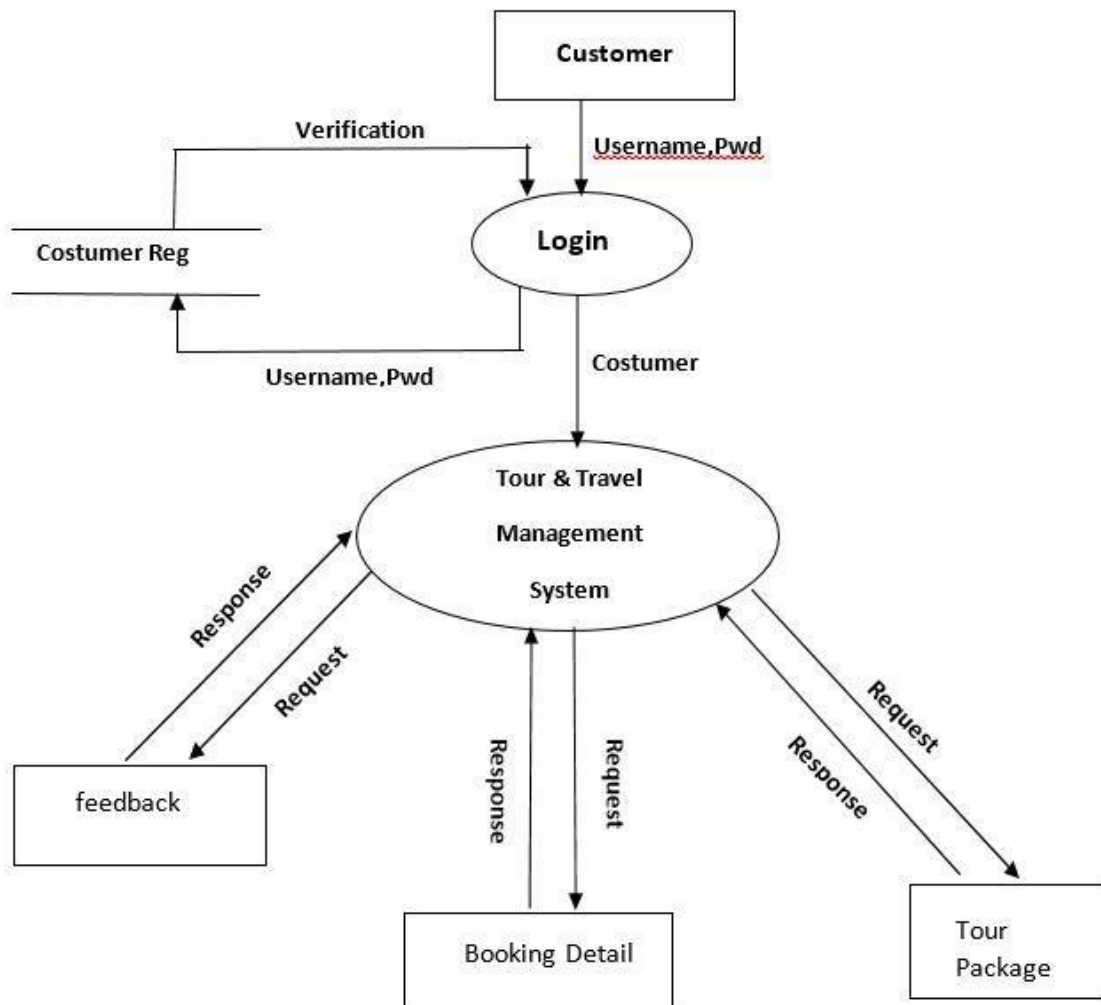 Customer
Verification
Username,Pwd
Costumer Reg
Login
Username,Pwd
Costumer
Tour & Travel
Management
System
Response
Request
Response
Request
Request
Response
feedback
Booking Detail
Tour
Package